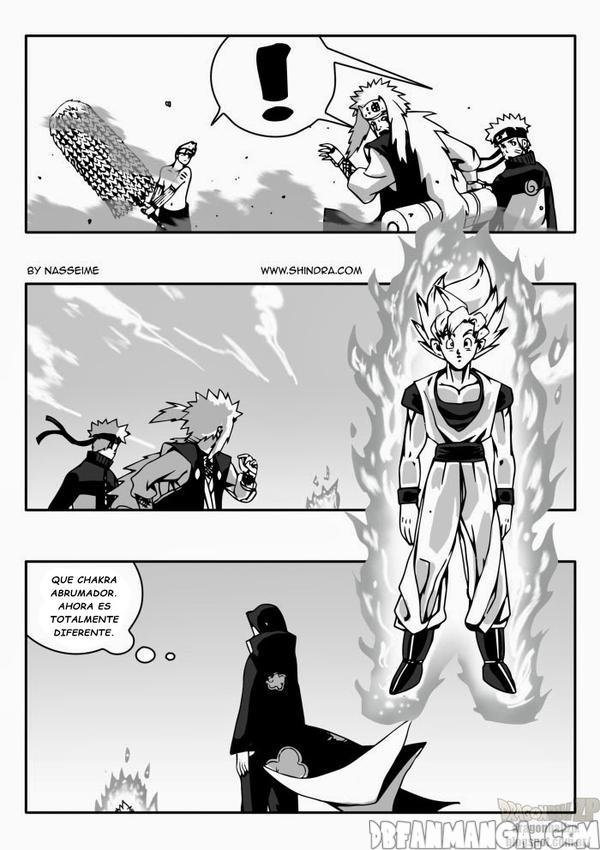 !
BY NASSEIME
WWW.SHINDRA.COM
QUE CHAKRA
ABRUMADOR.
AHORA ES
TOTALMENTE
DIFERENTE.
DBFANMANGA.COM